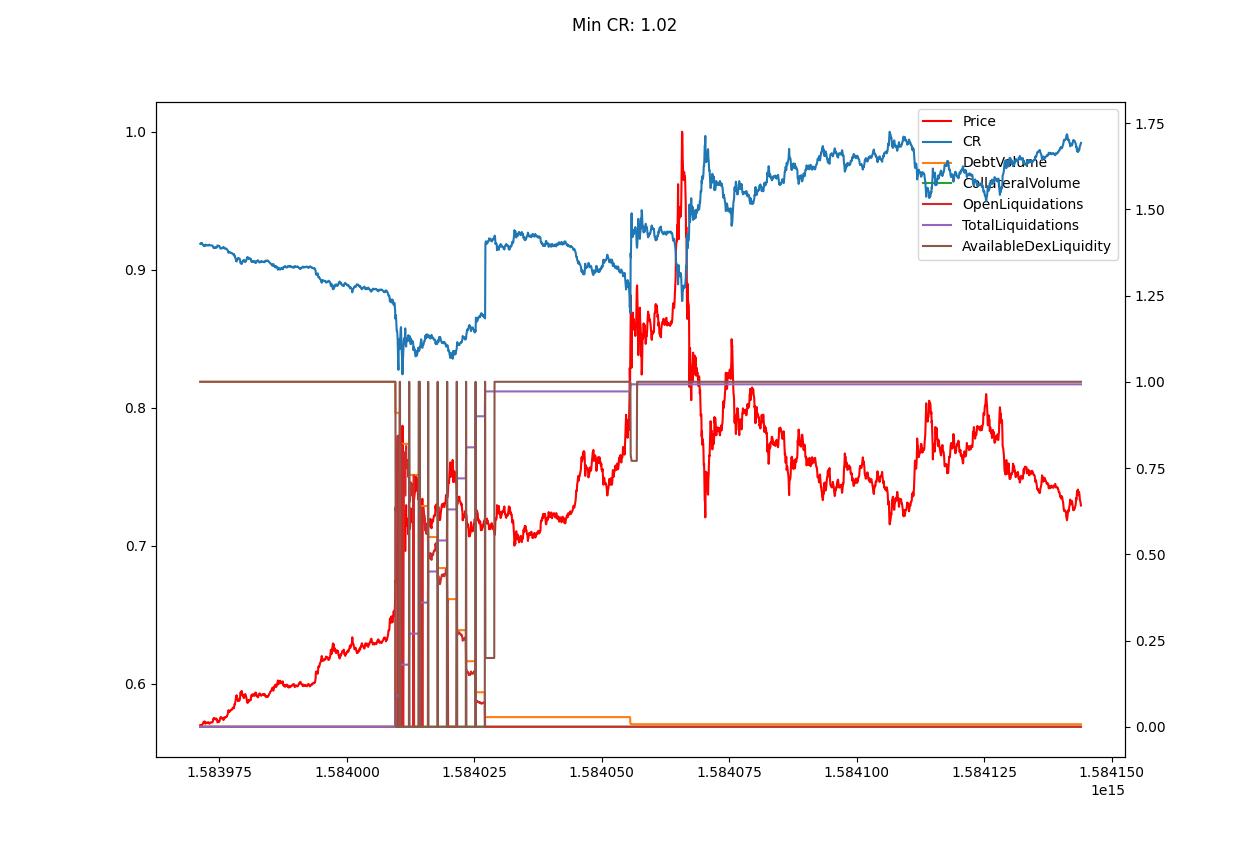 Min CR: 1.02
1.0
0.9
0.8
0.7
0.6
1.75
1.50
1.25
1.00
0.75
0.50
0.25
0.00
Price
CR
DebtVolume
CollateralVolume
OpenLiquidations
TotalLiquidations
AvailableDexLiquidity
1.583975 1.584000 1.584025 1.584050 1.584075 1.584100 1.584125 1.584150
1e15